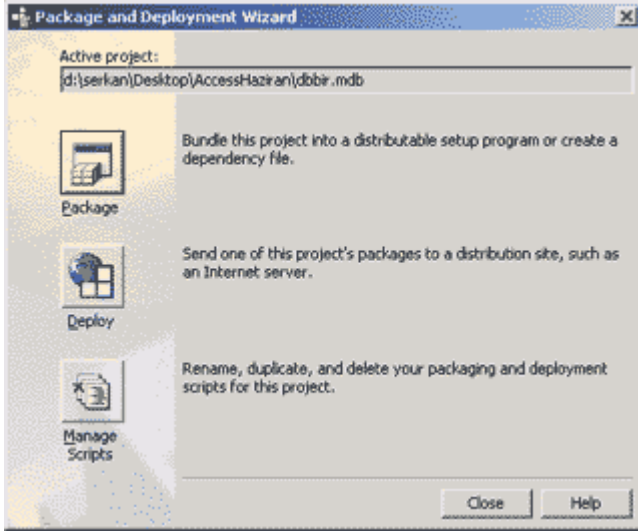 Package and Deployment Wizard
Active project:
d:\serkan\Desktop\AccessHaziran\dbbir.mdb
Bundle this project into a distributable setup program or create a
dependency file.
Package
Send one of this project's packages to a distribution site, such as
an Internet server.
Deploy
Rename, duplicate, and delete your packaging and deployment
scripts for this project.
Manage
Scripts
Close
Help